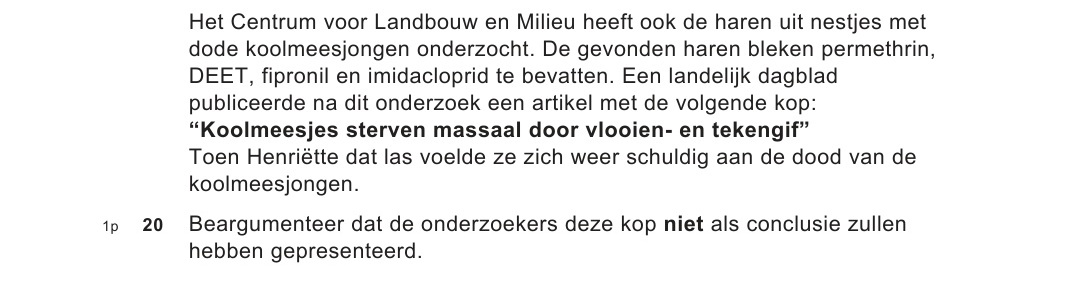 Het Centrum voor Landbouw en Milieu heeft ook de haren uit nestjes met
dode koolmeesjongen onderzocht. De gevonden haren bleken permethrin,
DEET, fipronil en imidacloprid te bevatten. Een landelijk dagblad
publiceerde na dit onderzoek een artikel met de volgende kop:
“Koolmeesjes sterven massaal door vlooien- en tekengif”
Toen Henriëtte dat las voelde ze zich weer schuldig aan de dood van de
koolmeesjongen.
1p 20 Beargumenteer dat de onderzoekers deze kop niet als conclusie zullen
hebben gepresenteerd.